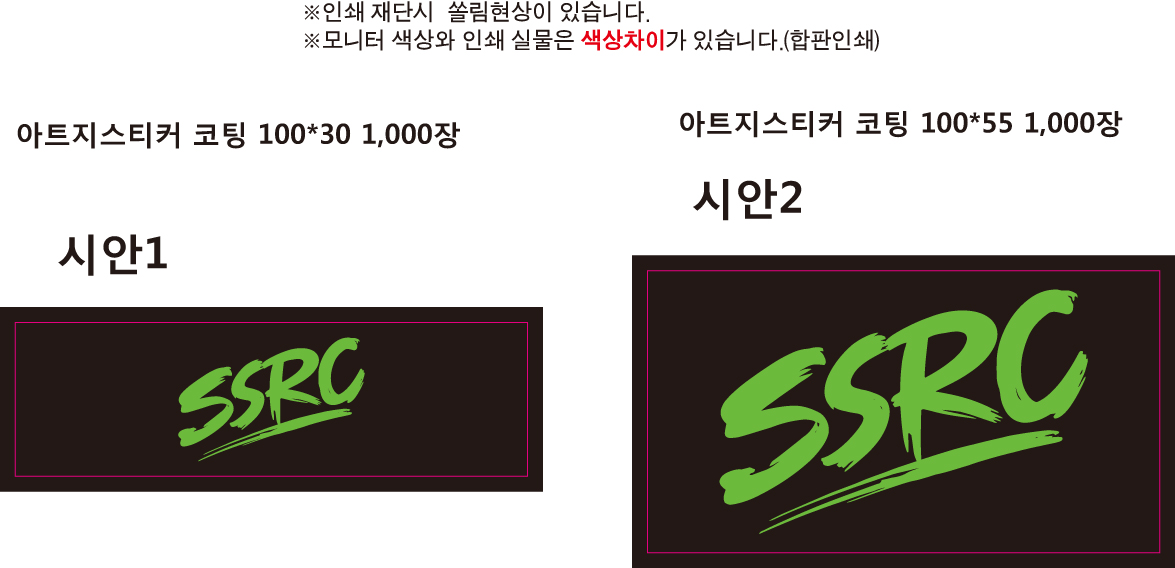 ※인쇄 재단시 쏠림현상이 있습니다.
※모니터 색상와 인쇄 실물은 색상차이가 있습니다.(합판인쇄)
아트지스티커 코팅 100*30 1,000장
시안1
SSRC
아트지스티커 코팅 100*55 1,000장
시안2
SSRC